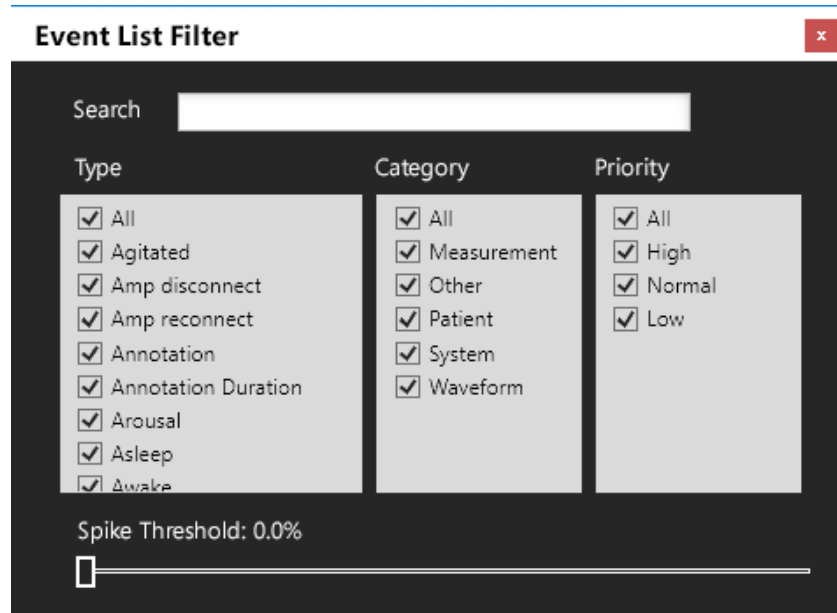 Event List Filter
x
Search
Type
Category
Priority
All
Agitated
Amp disconnect
Amp reconnect
Annotation
Annotation Duration
Arousal
Asleep
Awake
All
Measurement
Other
Patient
System
Waveform
All
High
Normal
Low
Spike Threshold: 0.0%